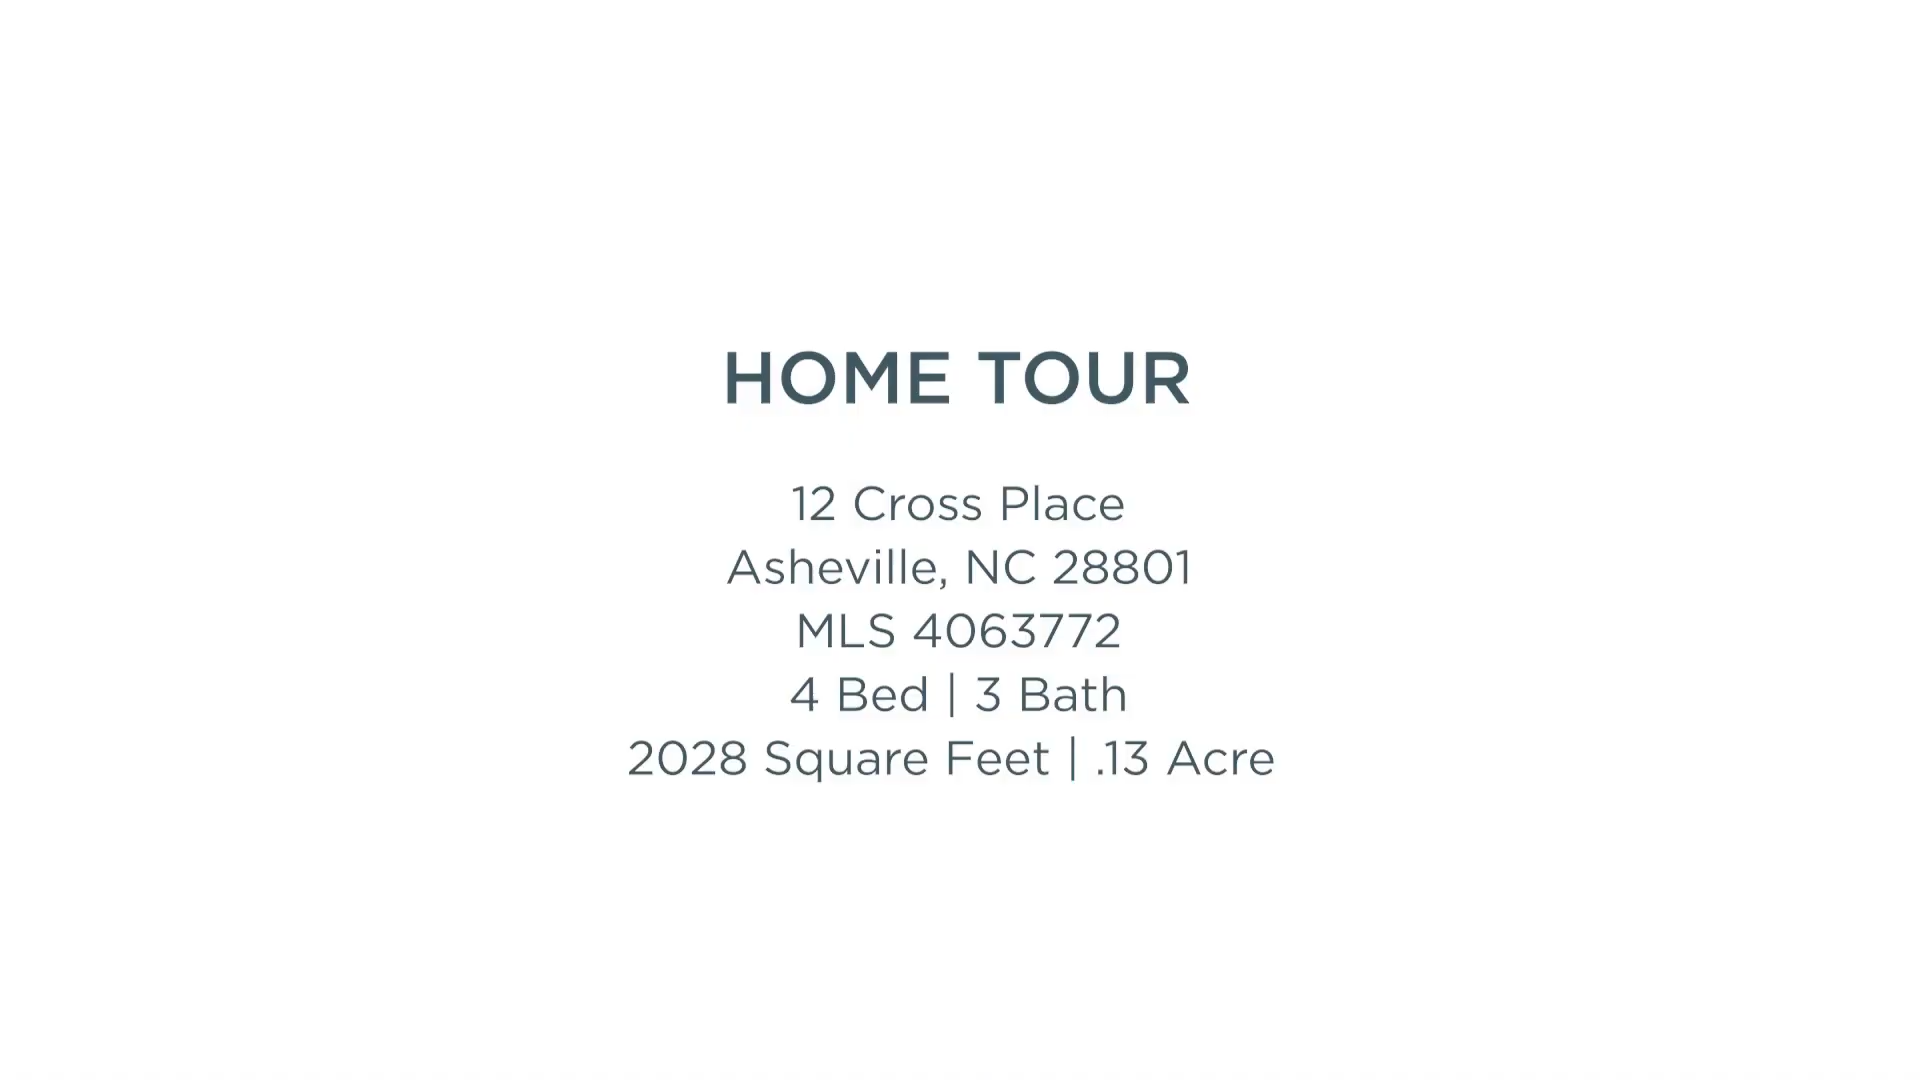 HOME TOUR
12 Cross Place
Asheville, NC 28801
MLS 4063772
4 Bed | 3 Bath
2028 Square Feet | .13 Acre